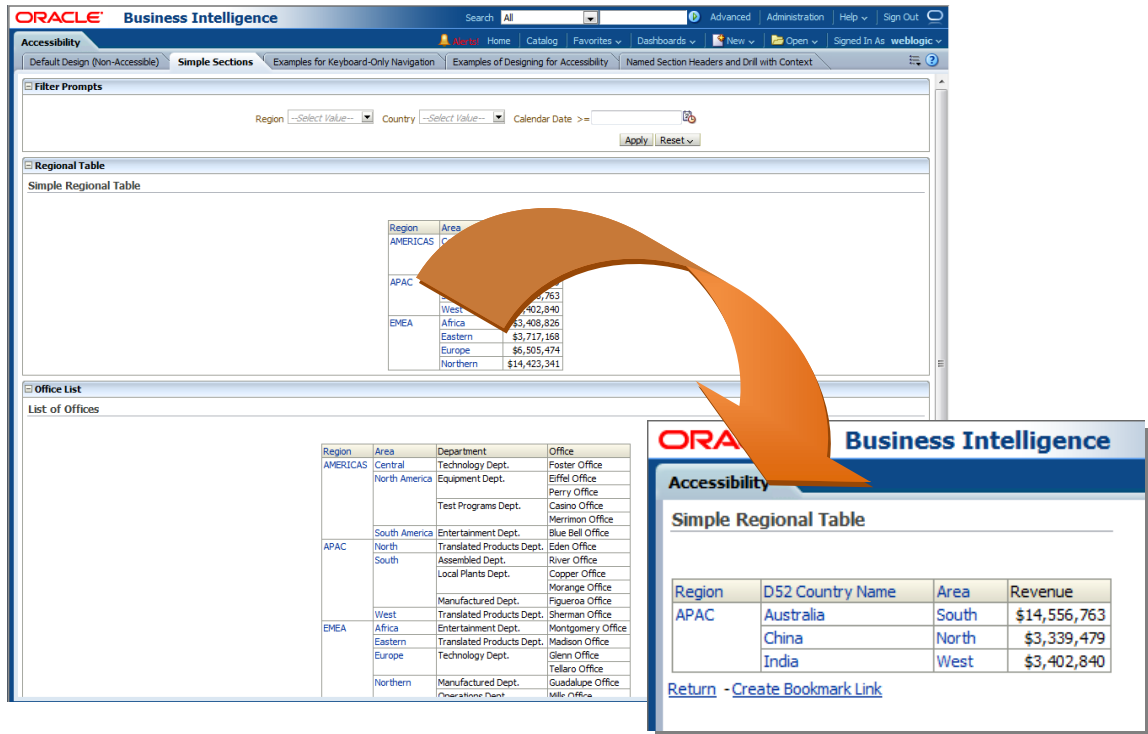 ORACLE Business Intelligence Search All Advanced Administration Help Sign Out
Accessibility Alerts! Home Catalog Favorites Dashboards New Open Signed In As weblogic
Default Design (Non-Accessible) Simple Sections Examples for Keyboard-Only Navigation Examples of Designing for Accessibility Named Section Headers and Drill with Context
Filter Prompts
Region --Select Value-- Country --Select Value-- Calendar Date >=
Apply Reset
Regional Table
Simple Regional Table
Region Area
AMERICAS
APAC
,763
West ,402,840
EMEA Africa $3,408,826
Eastern $3,717,168
Europe $6,505,474
Northern $14,423,341
Office List
List of Offices
Region Area Department Office
AMERICAS Central Technology Dept. Foster Office
North America Equipment Dept. Eiffel Office
Perry Office
Test Programs Dept. Casino Office
Merrimon Office
South America Entertainment Dept. Blue Bell Office
APAC North Translated Products Dept. Eden Office
South Assembled Dept. River Office
Local Plants Dept. Copper Office
Morange Office
Manufactured Dept. Figueroa Office
West Translated Products Dept. Sherman Office
EMEA Africa Entertainment Dept. Montgomery Office
Eastern Translated Products Dept. Madison Office
Europe Technology Dept. Glenn Office
Tellaro Office
Northern Manufactured Dept. Guadalupe Office
Operations Dept. Mills Office
ORA Business Intelligence
Accessibility
Simple Regional Table
Region D52 Country Name Area Revenue
APAC Australia South $14,556,763
China North $3,339,479
India West $3,402,840
Return - Create Bookmark Link